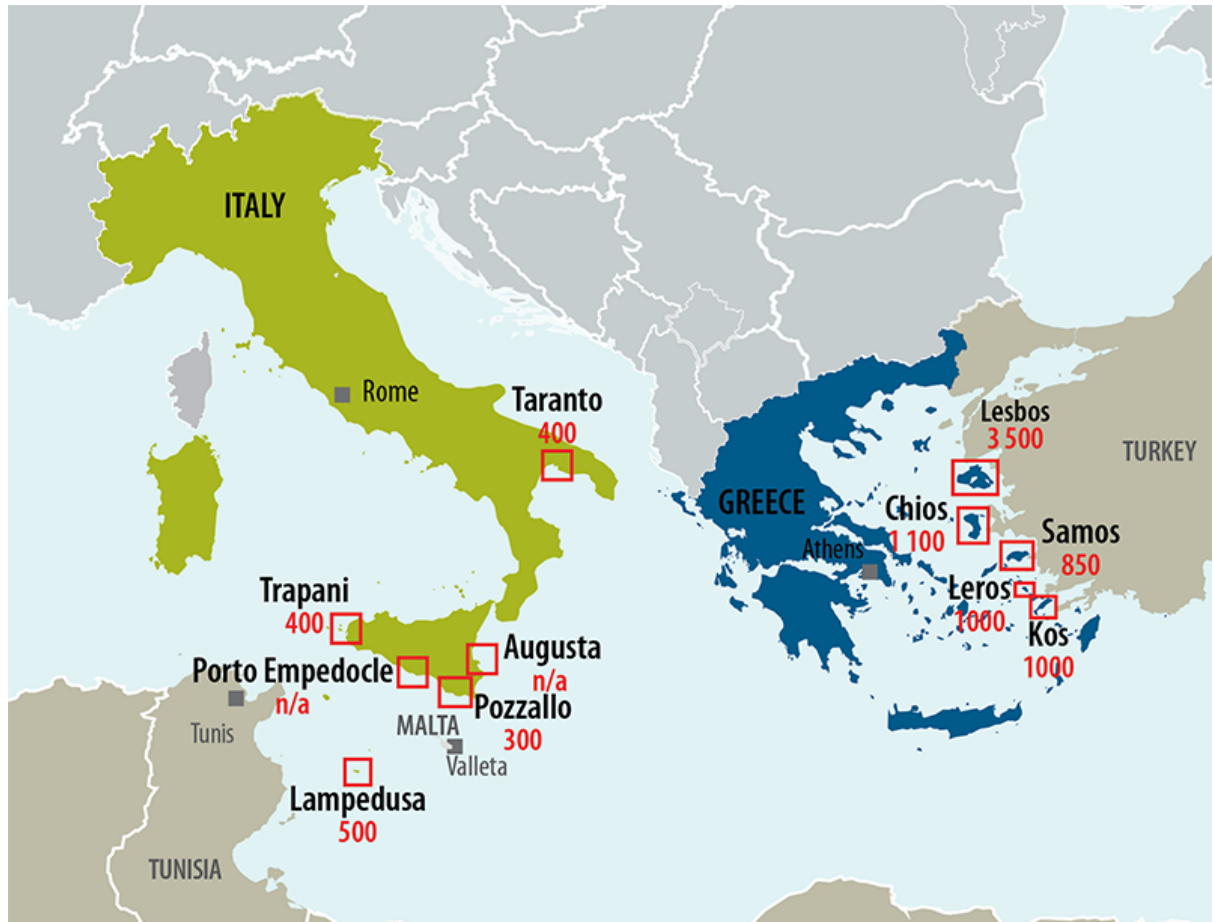 ITALY
Rome
Taranto
400
Lesbos
3 500
TURKEY
GREECE
Chios
1 100
Athens
Samos
850
Leros
1000
Kos
1000
Trapani
400
Augusta
n/a
Porto Empedocle
n/a
Pozzallo
300
MALTA
Valleta
Tunis
Lampedusa
500
TUNISIA